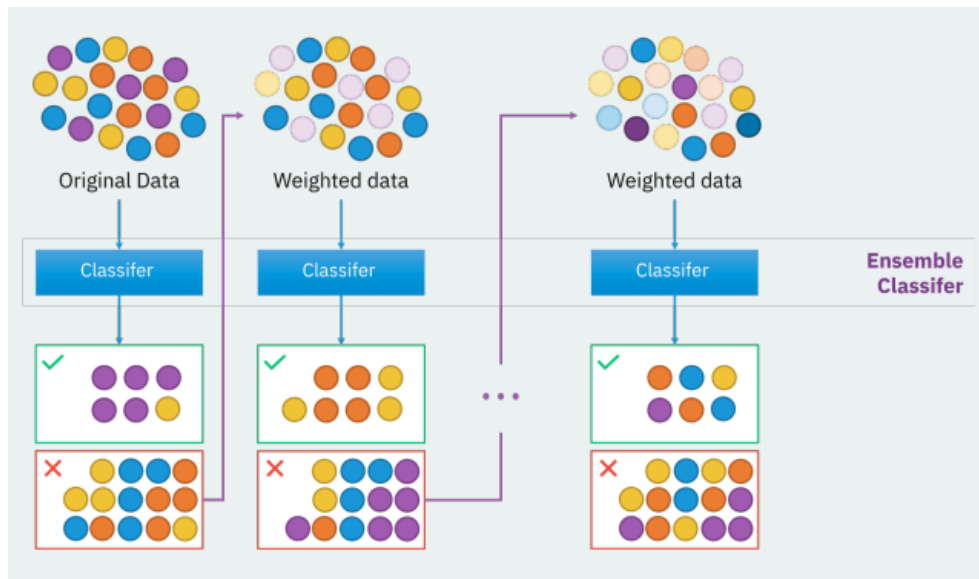 Original Data
Weighted data
Weighted data
Classifer
Classifer
Classifer
Ensemble
Classifer